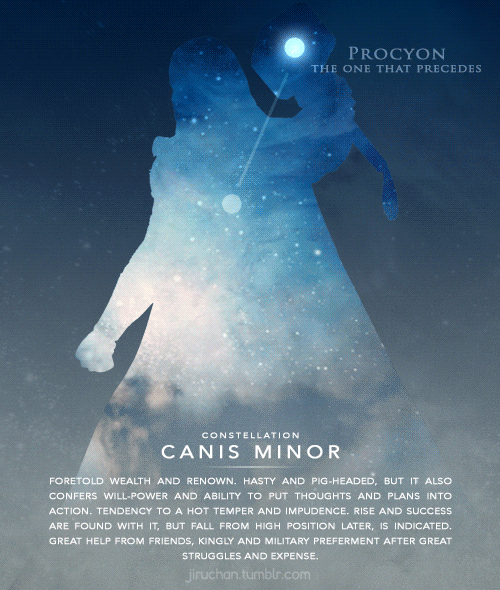 PROCYON
THE ONE THAT PRECEDES
CONSTELLATION
CANIS MINOR
FORETOLD WEALTH AND RENOWN. HASTY AND PIG-HEADED, BUT IT ALSO
CONFERS WILL-POWER AND ABILITY TO PUT THOUGHTS AND PLANS INTO
ACTION. TENDENCY TO A HOT TEMPER AND IMPUDENCE. RISE AND SUCCESS
ARE FOUND WITH IT, BUT FALL FROM HIGH POSITION LATER, IS INDICATED.
GREAT HELP FROM FRIENDS, KINGLY AND MILITARY PREFERMENT AFTER GREAT
STRUGGLES AND EXPENSE.
jiruchan.tumblr.com